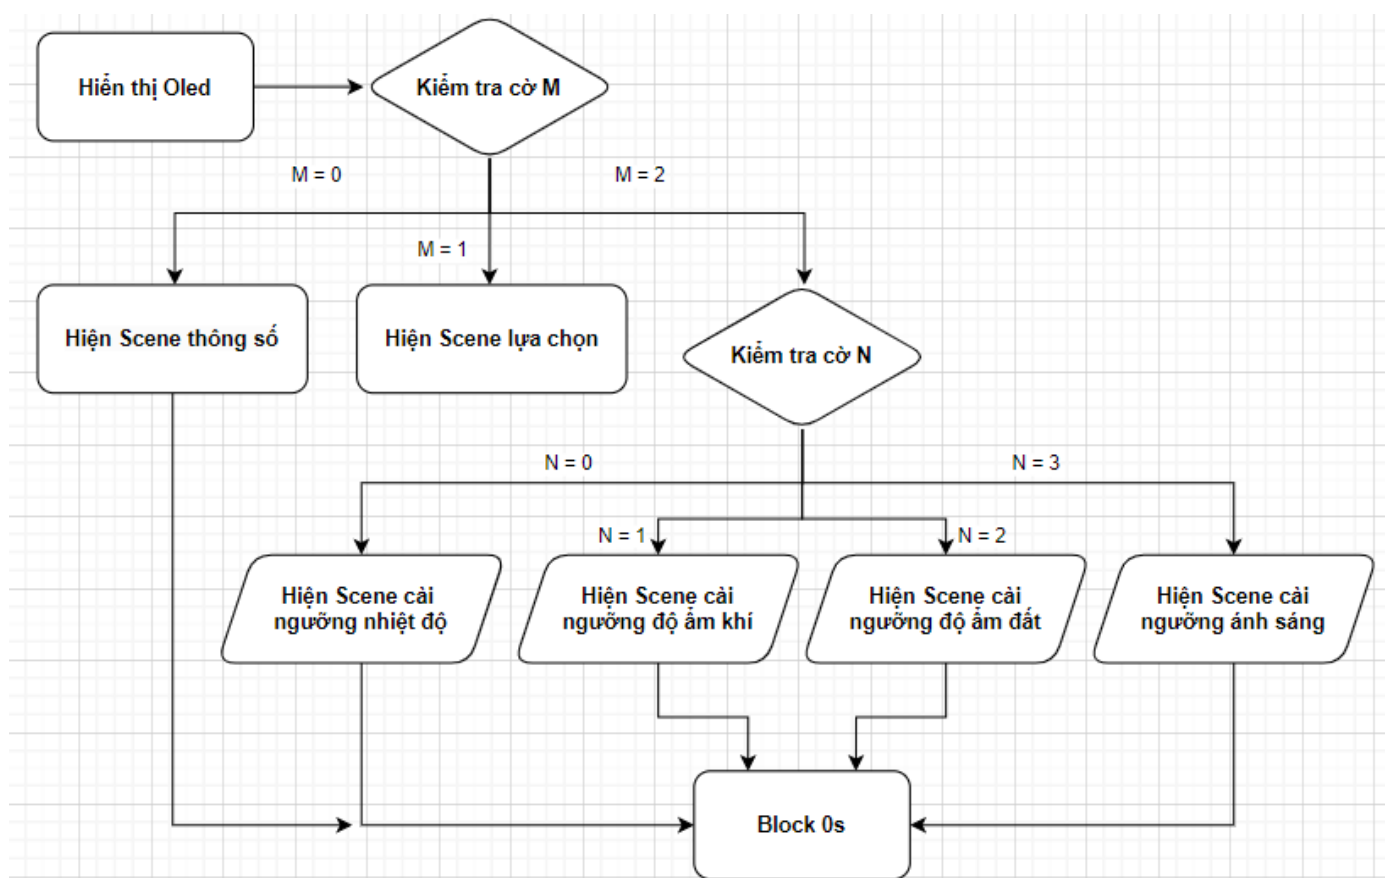 Hiển thị Oled
Kiểm tra cờ M
M = 0
M = 2
M = 1
Hiện Scene thông số
Hiện Scene lựa chọn
Kiểm tra cờ N
N = 0
N = 3
N = 1
N = 2
Hiện Scene cài
ngưỡng nhiệt độ
Hiện Scene cài
ngưỡng độ ẩm khí
Hiện Scene cài
ngưỡng độ ẩm đất
Hiện Scene cài
ngưỡng ánh sáng
Block 0s